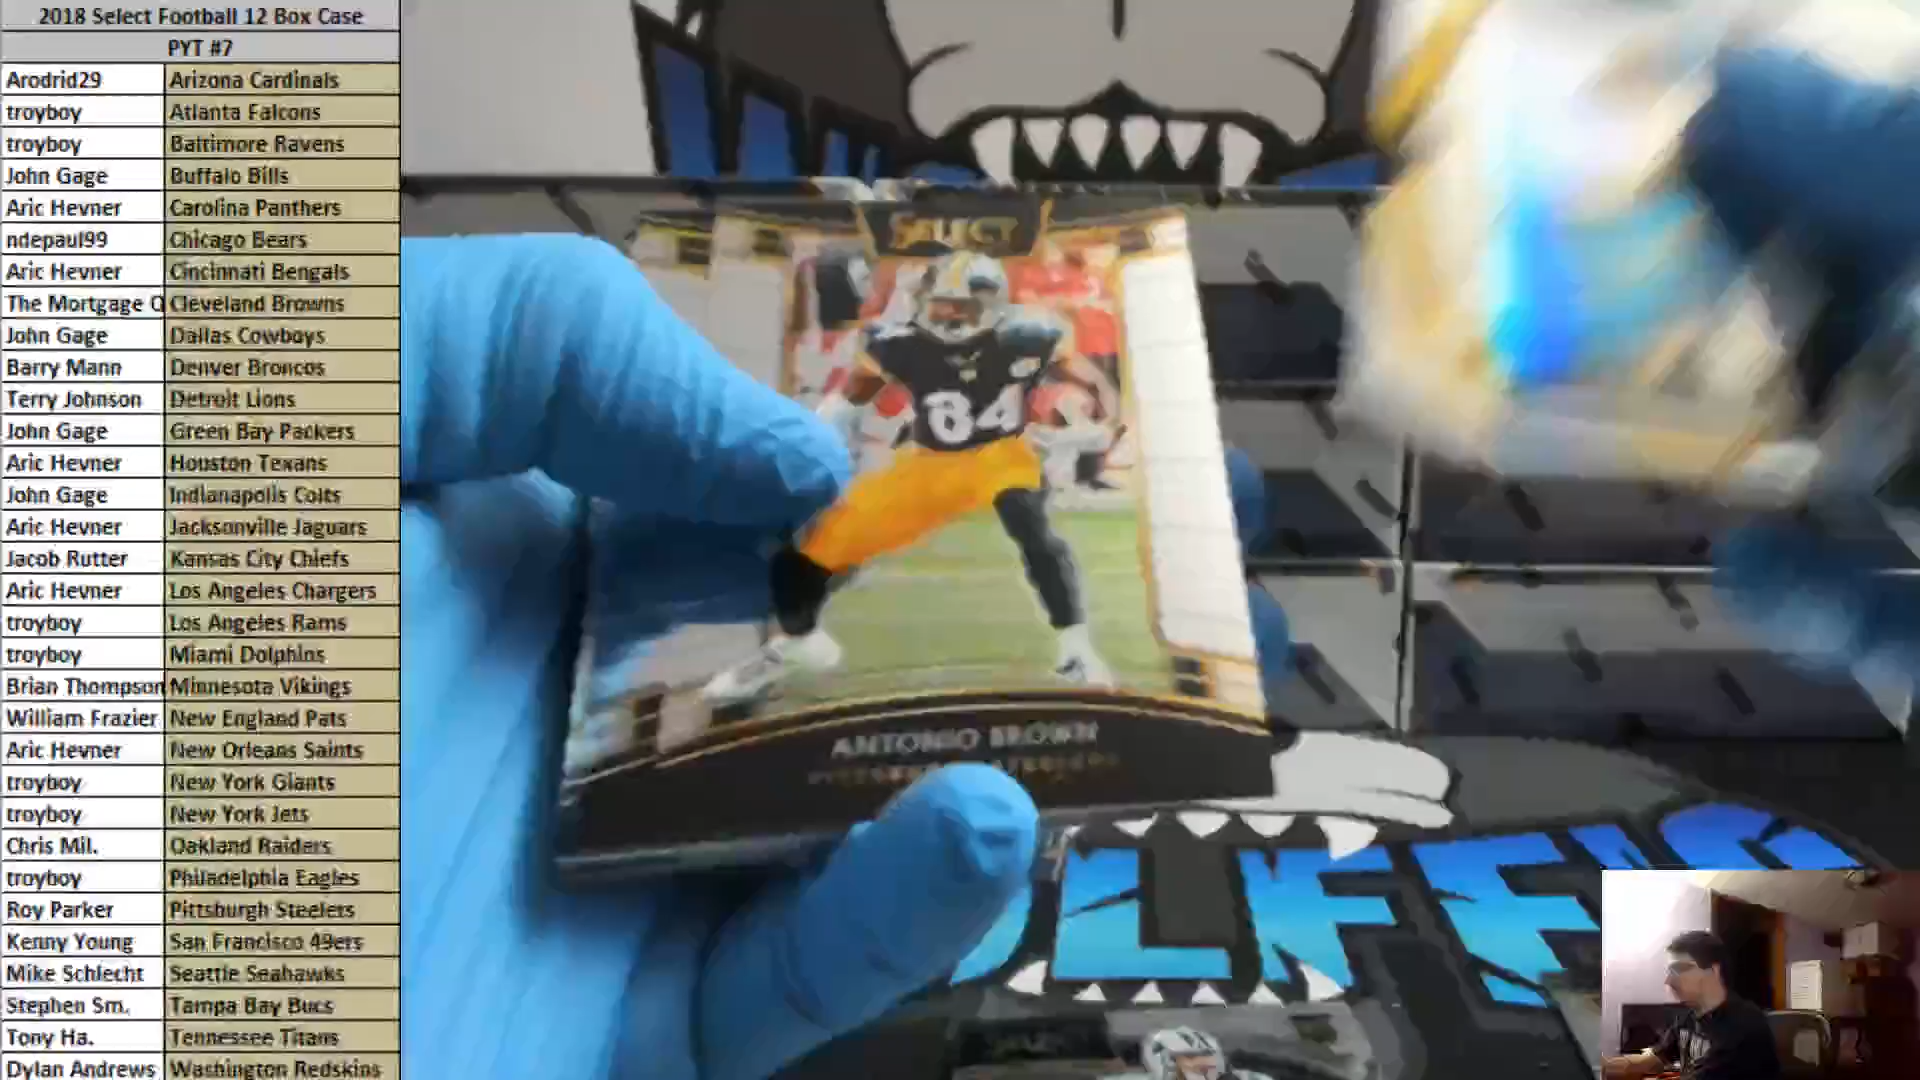 2018 Select Football 12 Box Case
PYT #7
Arodrid29 Arizona Cardinals
troyboy Atlanta Falcons
troyboy Baltimore Ravens
John Gage Buffalo Bills
Aric Hevner Carolina Panthers
ndepaul99 Chicago Bears
Aric Hevner Cincinnati Bengals
The Mortgage Cleveland Browns
John Gage Dallas Cowboys
Barry Mann Denver Broncos
Terry Johnson Detroit Lions
John Gage Green Bay Packers
Aric Hevner Houston Texans
John Gage Indianapolis Colts
Aric Hevner Jacksonville Jaguars
Jacob Rutter Kansas City Chiefs
Aric Hevner Los Angeles Chargers
troyboy Los Angeles Rams
troyboy Miami Dolphins
Brian Thompson Minnesota Vikings
William Frazier New England Pats
Aric Hevner New Orleans Saints
troyboy New York Giants
troyboy New York Jets
Chris Mil. Oakland Raiders
troyboy Philadelphia Eagles
Roy Parker Pittsburgh Steelers
Kenny Young San Francisco 49ers
Mike Schlecht Seattle Seahawks
Stephen Sm. Tampa Bay Bucs
Tony Ha. Tennessee Titans
Dylan Andrews Washington Redskins
SELECT
84
ANTONIO BROWN